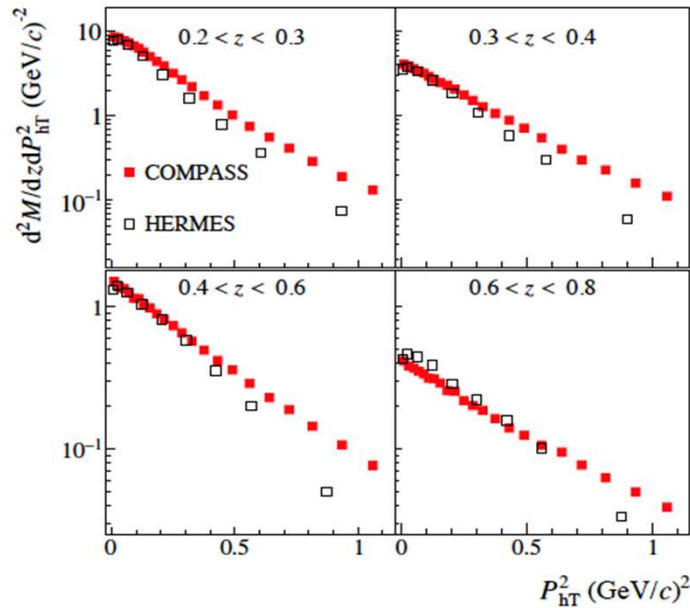 d²M/dzdP²hT (GeV/c)⁻²
10
1
10⁻¹
0.2 < z < 0.3
0.3 < z < 0.4
COMPASS
HERMES
1
10⁻¹
0.4 < z < 0.6
0.6 < z < 0.8
0 0.5 1 0 0.5 1
P²hT (GeV/c)²